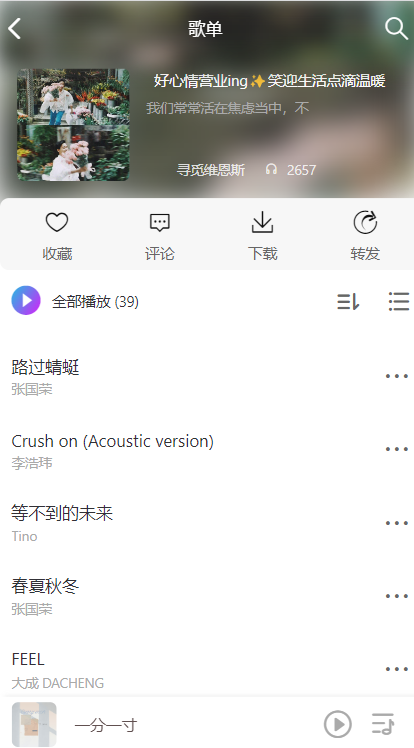 歌单
好心情营业ing✨笑迎生活点滴温暖
我们常常活在焦虑当中，不
寻觅维恩斯 2657
收藏 评论 下载 转发
全部播放 (39)
路过蜻蜓
张国荣
Crush on (Acoustic version)
李浩玮
等不到的未来
Tino
春夏秋冬
张国荣
FEEL
大成 DACHENG
一分一寸